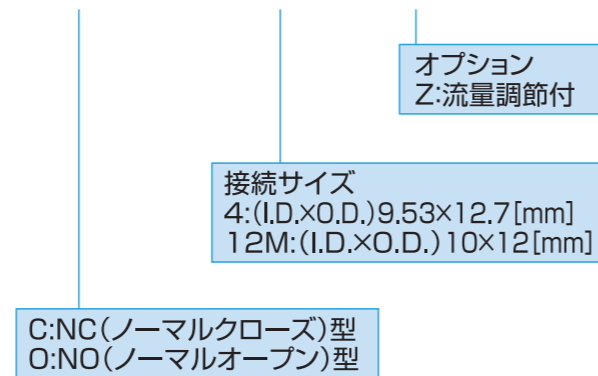 オプション
Z:流量調節付
接続サイズ
4:(I.D.×O.D.)9.53×12.7[mm]
12M:(I.D.×O.D.)10×12[mm]
C:NC(ノーマルクローズ)型
O:NO(ノーマルオープン)型